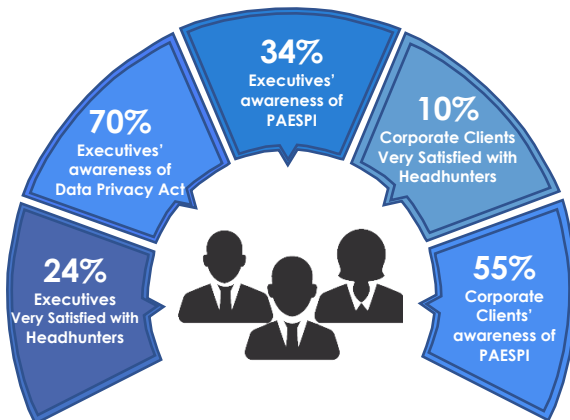 34%
Executives'
awareness of
PAESPI
70%
Executives'
awareness of
Data Privacy Act
10%
Corporate Clients
Very Satisfied with
Headhunters
24%
Executives
Very Satisfied with
Headhunters
55%
Corporate
Clients'
awareness of
PAESPI